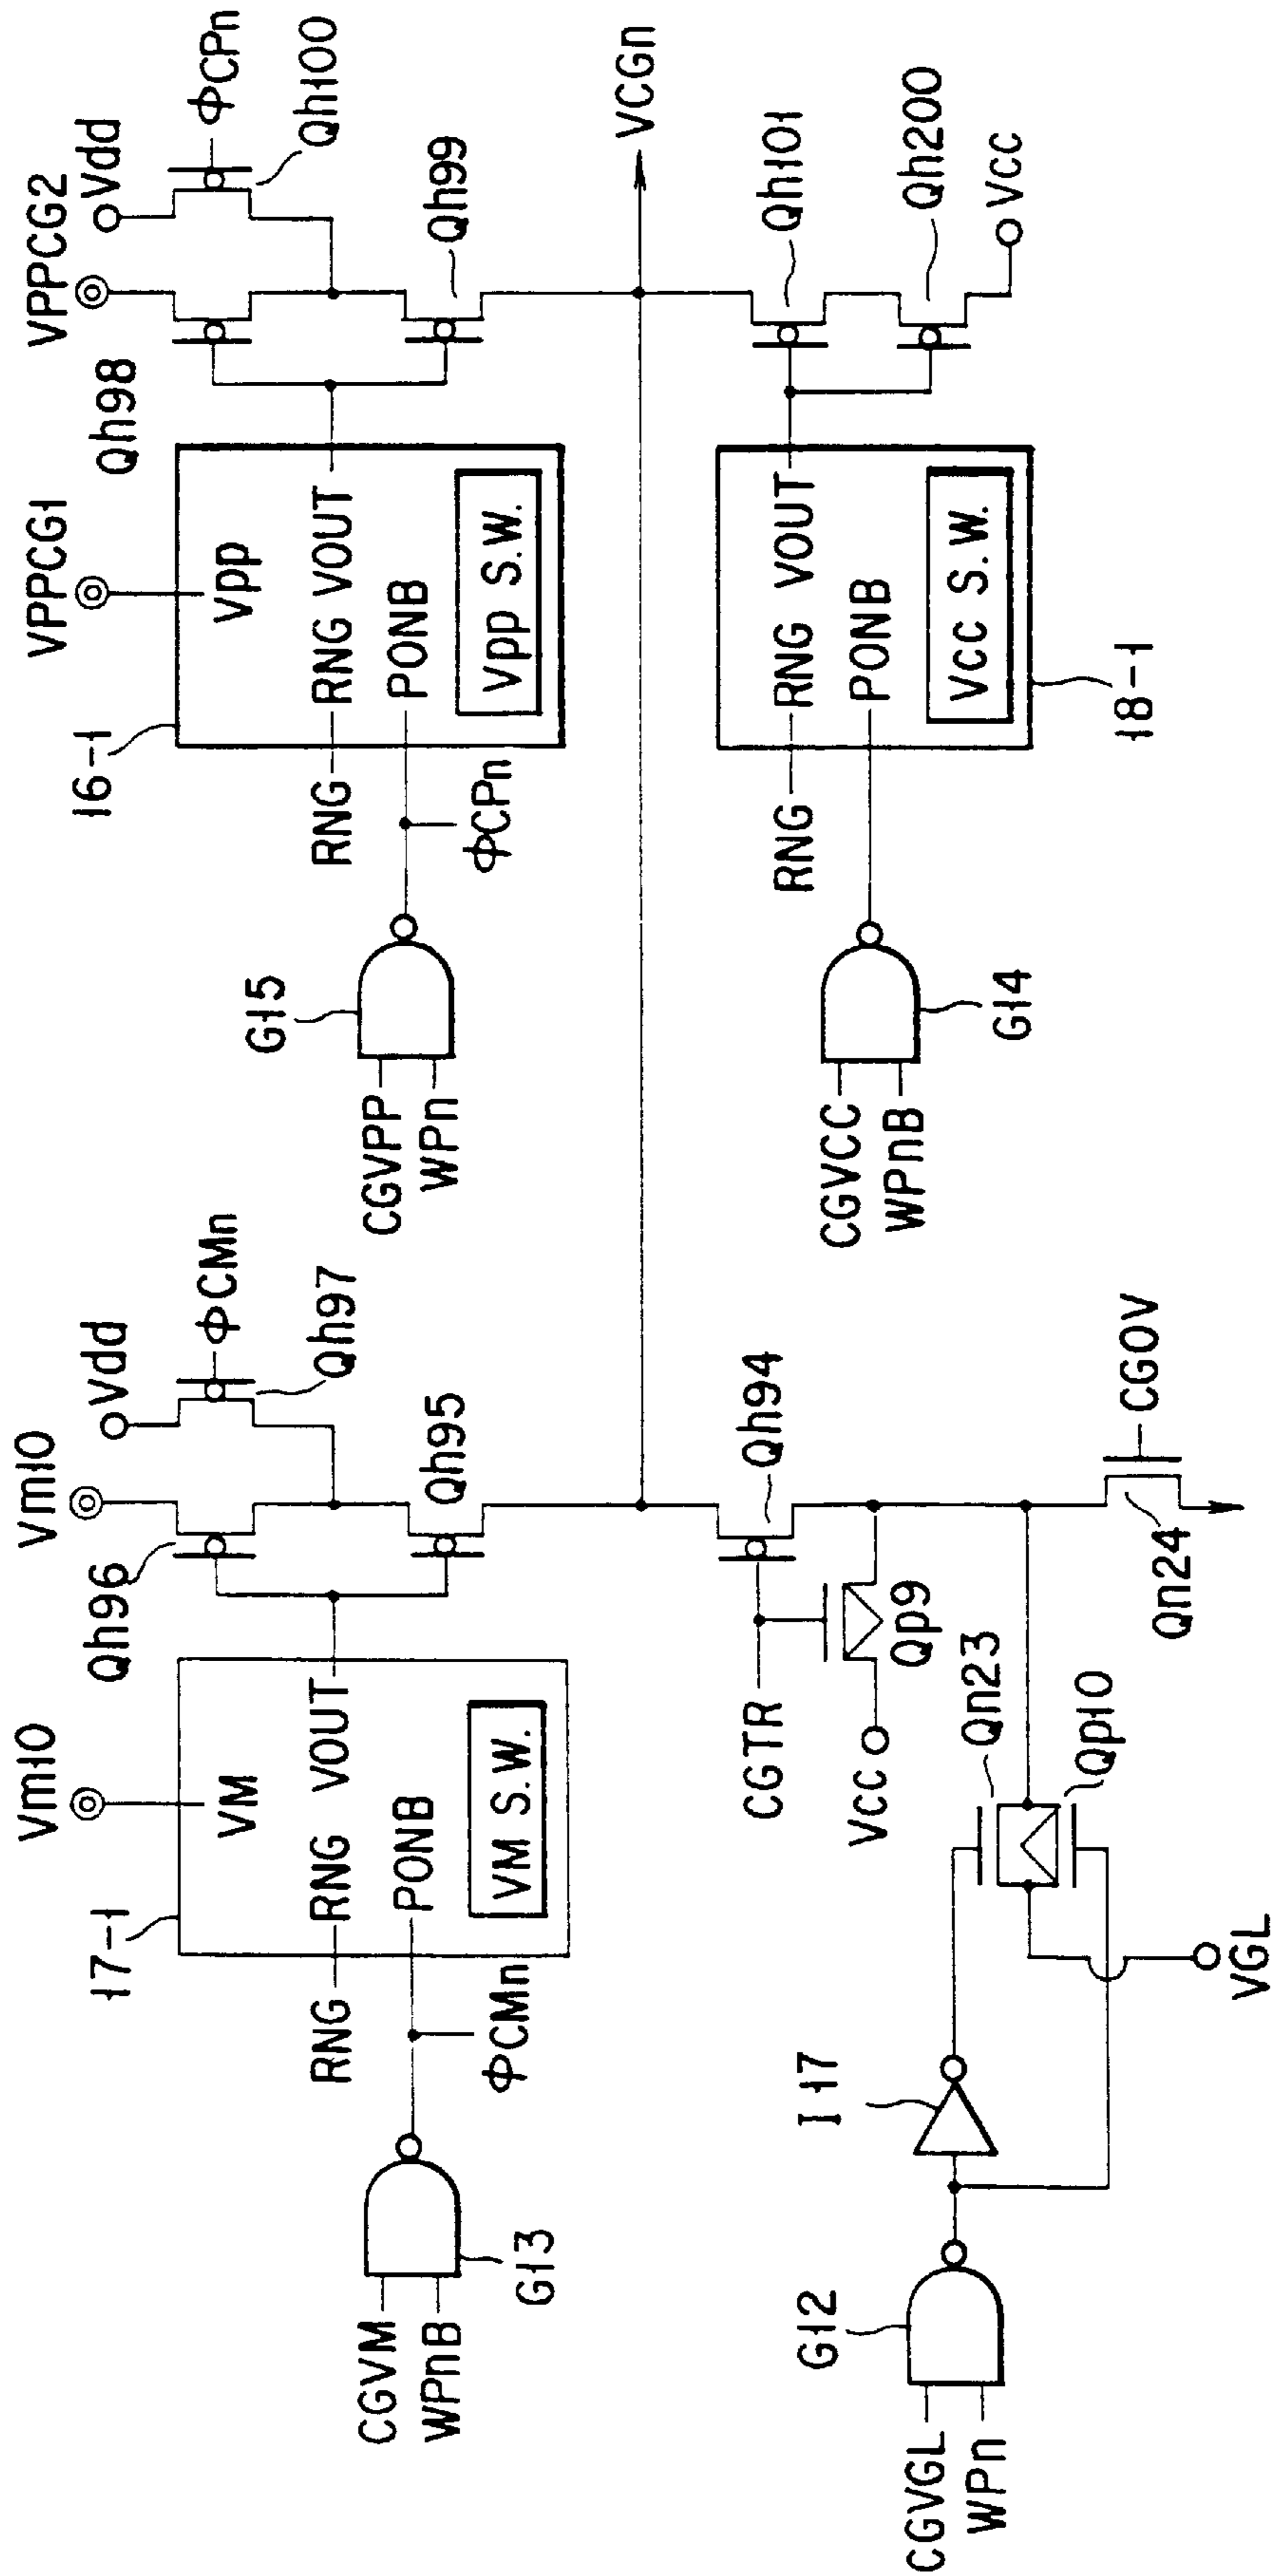 Vm10
Vm10
Vdd
VPPCG1
VPPCG2
Vdd
17-1
Qh96
ΦCMn
16-1
Qh98
ΦCPn
VM
Qh97
Vpp
Qh100
RNG
RNG VOUT
Qh95
RNG
RNG VOUT
Qh99
PONB
PONB
CGVM
WPnB
G13
ΦCMn
VM S.W.
CGVPP
WPn
G15
ΦCPn
Vpp S.W.
VCGn
CGTR
Qh94
RNG
RNG VOUT
Qh101
G12
I17
Vcc
Qp9
CGVCC
WPnB
PONB
Qh200
CGVGL
WPn
Qn23
G14
Vcc S.W.
Vcc
Qp10
CGOV
18-1
Qn24
VGL